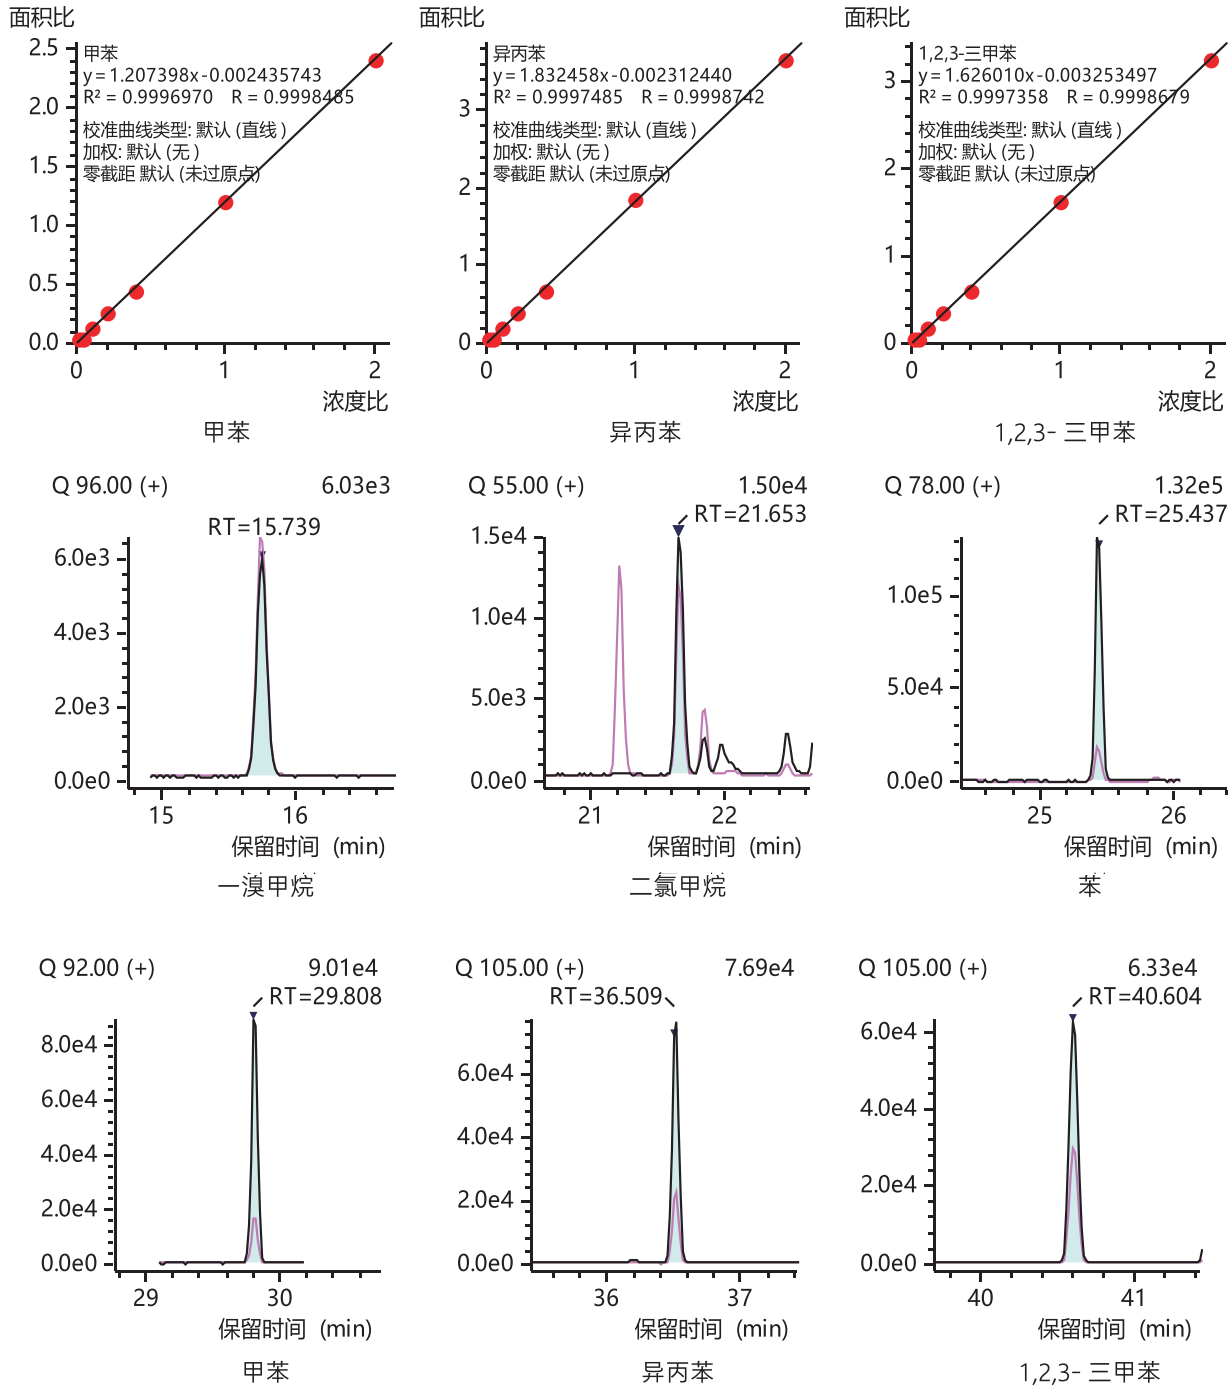 面积比
2.5
2.0
1.5
1.0
0.5
0.0
甲苯
y=1.207398x-0.002435743
R² = 0.9996970 R = 0.9998485
校准曲线类型: 默认 (直线 )
加权: 默认 (无 )
零截距 默认 (未过原点)
0 1 2
浓度比
甲苯
面积比
3
2
1
0
异丙苯
y=1.832458x-0.002312440
R² = 0.9997485 R = 0.9998742
校准曲线类型: 默认 (直线 )
加权: 默认 (无 )
零截距 默认 (未过原点)
0 1 2
浓度比
异丙苯
面积比
3
2
1
0
1,2,3-三甲苯
y=1.626010x-0.003253497
R² = 0.9997358 R = 0.9998679
校准曲线类型: 默认 (直线 )
加权: 默认 (无 )
零截距 默认 (未过原点)
0 1 2
浓度比
1,2,3- 三甲苯
Q 96.00 (+) 6.03e3
RT=15.739
6.0e3
4.0e3
2.0e3
0.0e0
15 16
保留时间 (min)
一溴甲烷
Q 55.00 (+) 1.50e4
RT=21.653
1.5e4
1.0e4
5.0e3
0.0e0
21 22
保留时间 (min)
二氯甲烷
Q 78.00 (+) 1.32e5
RT=25.437
1.0e5
5.0e4
0.0e0
25 26
保留时间 (min)
苯
Q 92.00 (+) 9.01e4
RT=29.808
8.0e4
6.0e4
4.0e4
2.0e4
0.0e0
29 30
保留时间 (min)
甲苯
Q 105.00 (+) 7.69e4
RT=36.509
6.0e4
4.0e4
2.0e4
0.0e0
36 37
保留时间 (min)
异丙苯
Q 105.00 (+) 6.33e4
RT=40.604
6.0e4
4.0e4
2.0e4
0.0e0
40 41
保留时间 (min)
1,2,3- 三甲苯